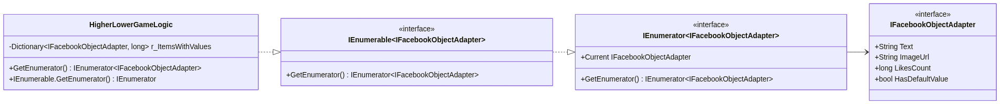 HigherLowerGameLogic
-Dictionary<IFacebookObjectAdapter, long> r_ItemsWithValues
+GetEnumerator() : IEnumerator<IFacebookObjectAdapter>
+IEnumerable.GetEnumerator() : IEnumerator
«interface»
IEnumerable<IFacebookObjectAdapter>
+GetEnumerator() : IEnumerator<IFacebookObjectAdapter>
«interface»
IEnumerator<IFacebookObjectAdapter>
+Current IFacebookObjectAdapter
+GetEnumerator() : IEnumerator<IFacebookObjectAdapter>
«interface»
IFacebookObjectAdapter
+String Text
+String ImageUrl
+long LikesCount
+bool HasDefaultValue